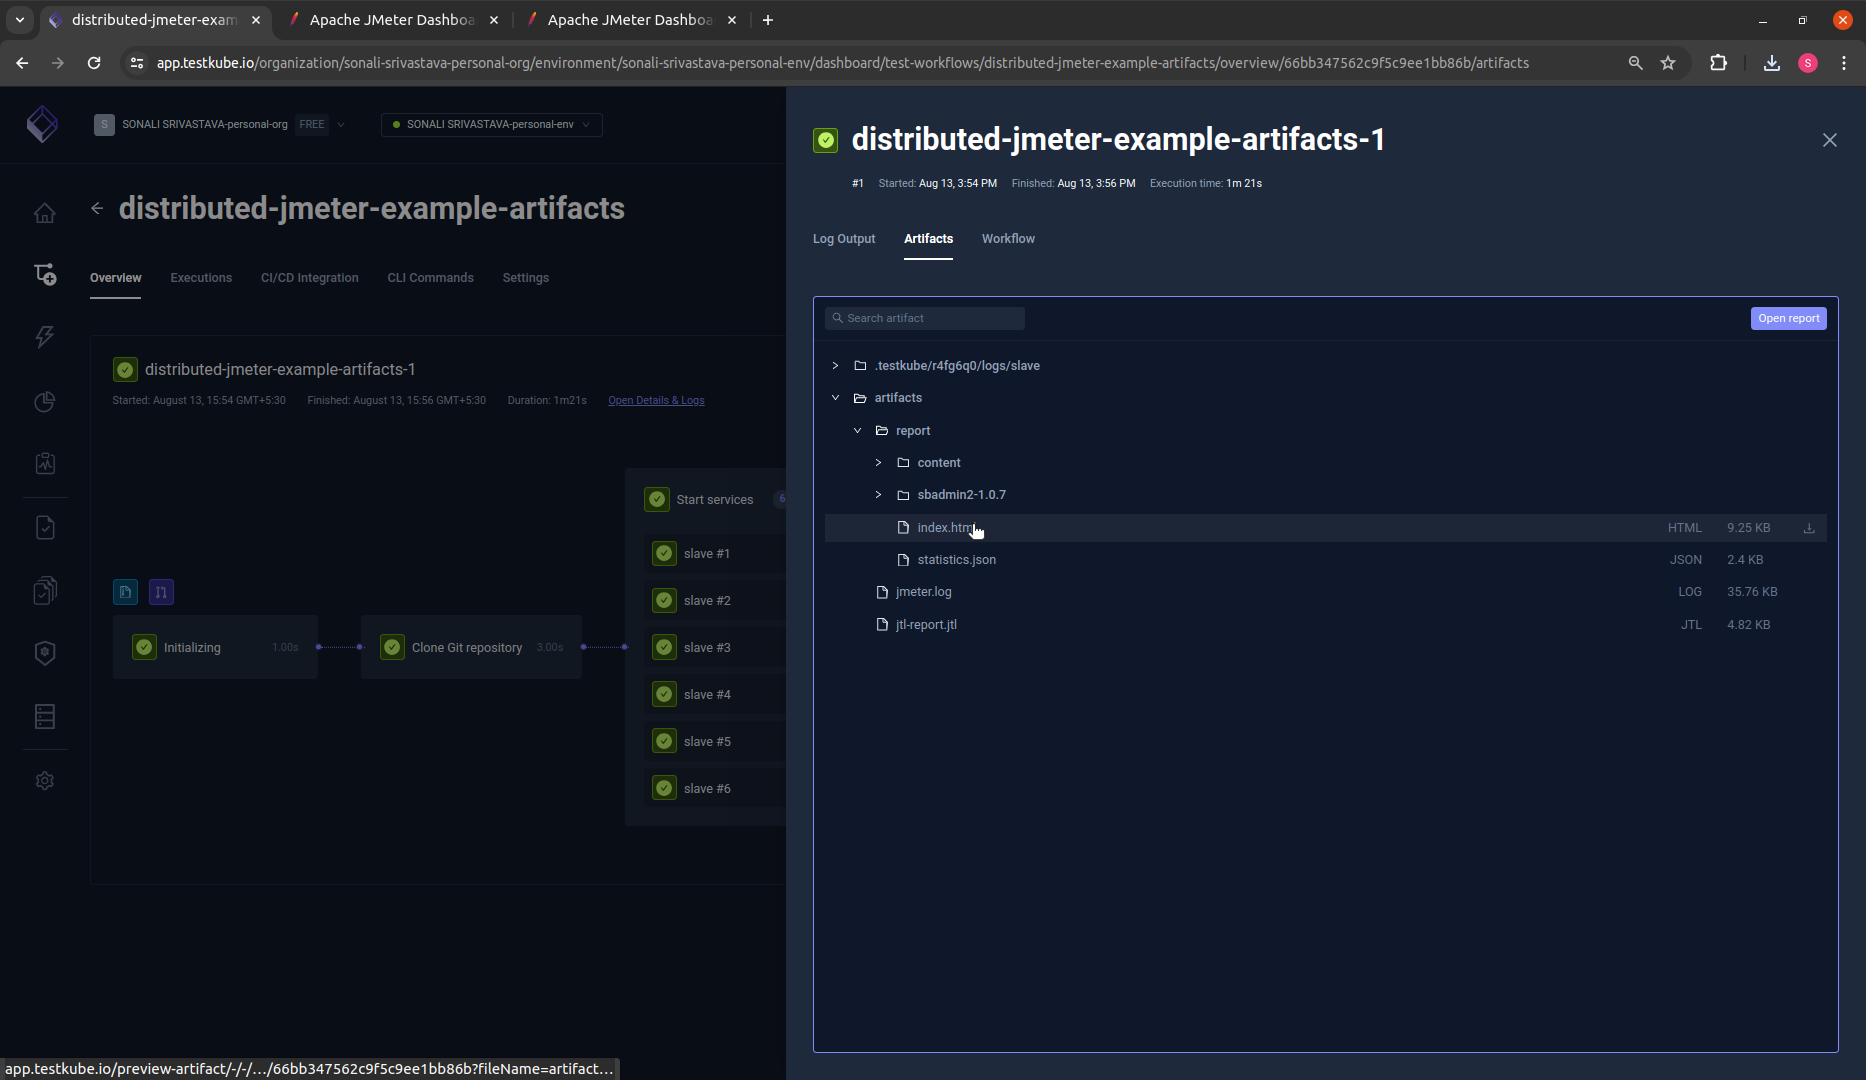 distributed-jmeter-exam
Apache JMeter Dashboa
Apache JMeter Dashboa
app.testkube.io/organization/sonali-srivastava-personal-org/environment/sonali-srivastava-personal-env/dashboard/test-workflows/distributed-jmeter-example-artifacts/overview/66bb347562c9f5c9ee1bb86b/artifacts
S
S
SONALI SRIVASTAVA-personal-org
FREE
SONALI SRIVASTAVA-personal-env
distributed-jmeter-example-artifacts
Overview
Executions
CI/CD Integration
CLI Commands
Settings
distributed-jmeter-example-artifacts-1
Started: August 13, 15:54 GMT+5:30
Finished: August 13, 15:56 GMT+5:30
Duration: 1m21s
Open Details & Logs
Initializing
1.00s
Clone Git repository
3.00s
Start services
6
slave #1
slave #2
slave #3
slave #4
slave #5
slave #6
distributed-jmeter-example-artifacts-1
#1
Started: Aug 13, 3:54 PM
Finished: Aug 13, 3:56 PM
Execution time: 1m 21s
Log Output
Artifacts
Workflow
Search artifact
Open report
.testkube/r4fg6q0/logs/slave
artifacts
report
content
sbadmin2-1.0.7
index.htm
HTML
9.25 KB
statistics.json
JSON
2.4 KB
jmeter.log
LOG
35.76 KB
jtl-report.jtl
JTL
4.82 KB
app.testkube.io/preview-artifact/-/-/.../66bb347562c9f5c9ee1bb86b?fileName=artifact...